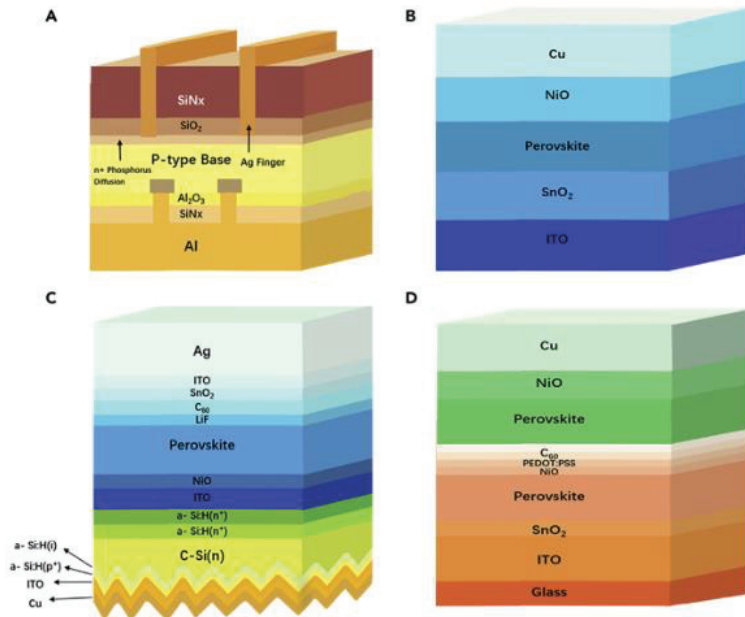 A
SiNx
SiO₂
P-type Base
n+ Phosphorus
Diffusion
Ag Finger
Al₂O₃
SiNx
Al
B
Cu
NiO
Perovskite
SnO₂
ITO
C
Ag
ITO
SnO₂
C₆₀
LiF
Perovskite
NiO
ITO
a- Si:H(n⁺)
a- Si:H(n⁺)
C-Si(n)
a- Si:H(i)
a- Si:H(p⁺)
ITO
Cu
D
Cu
NiO
Perovskite
C₆₀
PEDOT:PSS
NiO
Perovskite
SnO₂
ITO
Glass